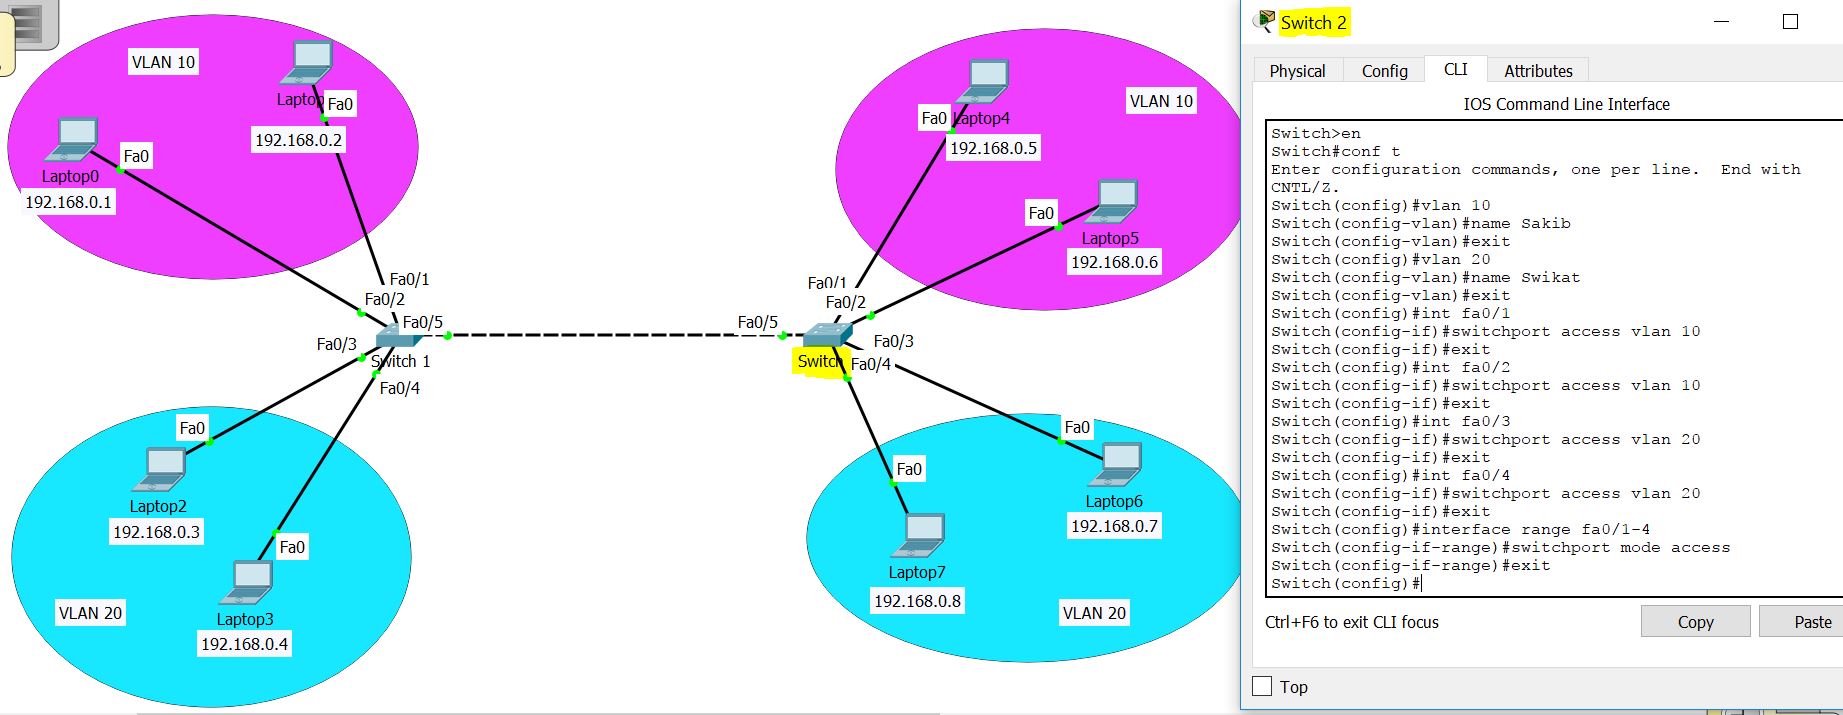 VLAN 10
Laptop
Fa0
192.168.0.2
Fa0
Laptop0
192.168.0.1
Fa0/1
Fa0/2
Fa0/5
Fa0/3
Switch 1
Fa0/4
Fa0
Laptop2
192.168.0.3
Fa0
Laptop3
VLAN 20
192.168.0.4
VLAN 10
Fa0
Laptop4
192.168.0.5
Fa0
Laptop5
192.168.0.6
Fa0/1
Fa0/2
Fa0/5
Fa0/3
Switch
Fa0/4
Fa0
Fa0
Laptop6
192.168.0.7
Laptop7
192.168.0.8
VLAN 20
Switch 2
Physical
Config
CLI
Attributes
IOS Command Line Interface
Switch>en
Switch#conf t
Enter configuration commands, one per line.  End with
CNTL/Z.
Switch(config)#vlan 10
Switch(config-vlan)#name Sakib
Switch(config-vlan)#exit
Switch(config)#vlan 20
Switch(config-vlan)#name Swikat
Switch(config-vlan)#exit
Switch(config)#int fa0/1
Switch(config-if)#switchport access vlan 10
Switch(config-if)#exit
Switch(config)#int fa0/2
Switch(config-if)#switchport access vlan 10
Switch(config-if)#exit
Switch(config)#int fa0/3
Switch(config-if)#switchport access vlan 20
Switch(config-if)#exit
Switch(config)#int fa0/4
Switch(config-if)#switchport access vlan 20
Switch(config-if)#exit
Switch(config)#interface range fa0/1-4
Switch(config-if-range)#switchport mode access
Switch(config-if-range)#exit
Switch(config)#
Ctrl+F6 to exit CLI focus
Copy
Paste
Top